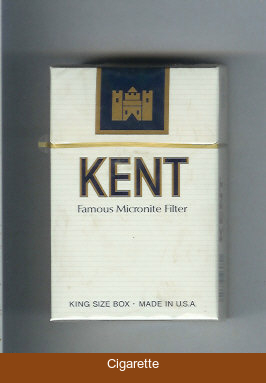 KENT
Famous Micronite Filter
KING SIZE BOX · MADE IN U.S.A.
Cigarette